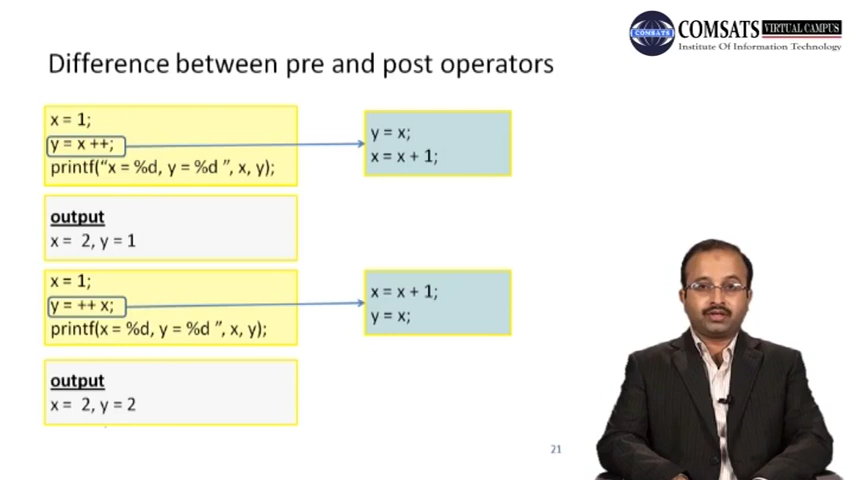 COMSATS
COMSATS VIRTUAL CAMPUS
Institute Of Information Technology
Difference between pre and post operators
x = 1;
y = x ++;
printf(“x = %d, y = %d ”, x, y);
y = x;
x = x + 1;
output
x =  2, y = 1
x = 1;
y = ++ x;
printf(x = %d, y = %d ”, x, y);
x = x + 1;
y = x;
output
x =  2, y = 2
21